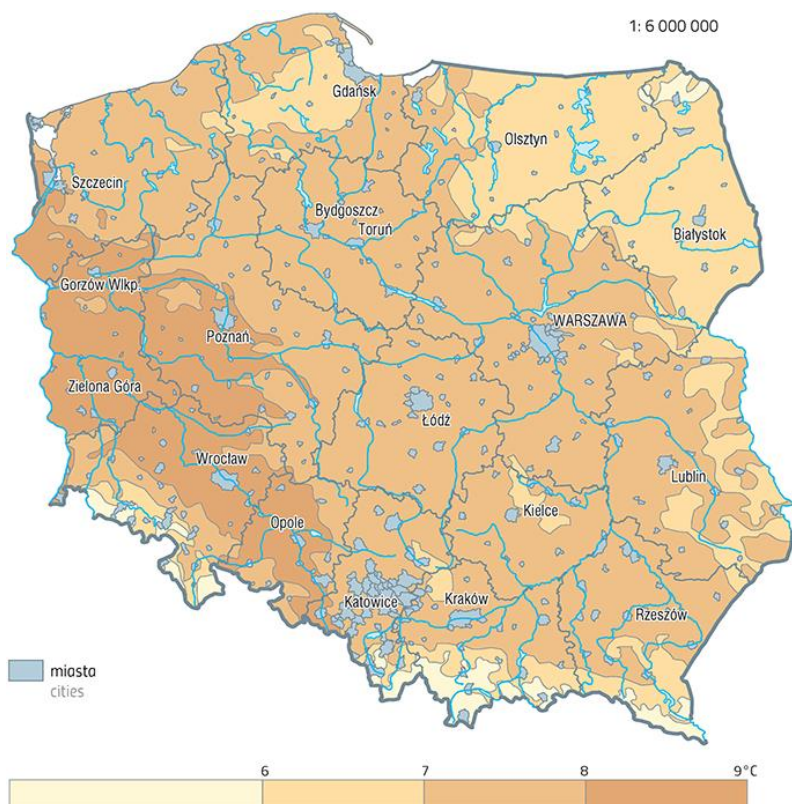 1: 6 000 000
Gdańsk
Olsztyn
Szczecin
Bydgoszcz
Toruń
Białystok
Gorzów Wlkp.
WARSZAWA
Poznań
Zielona Góra
Łódź
Wrocław
Lublin
Opole
Kielce
Katowice
Kraków
Rzeszów
miasta
cities
6 7 8 9°C